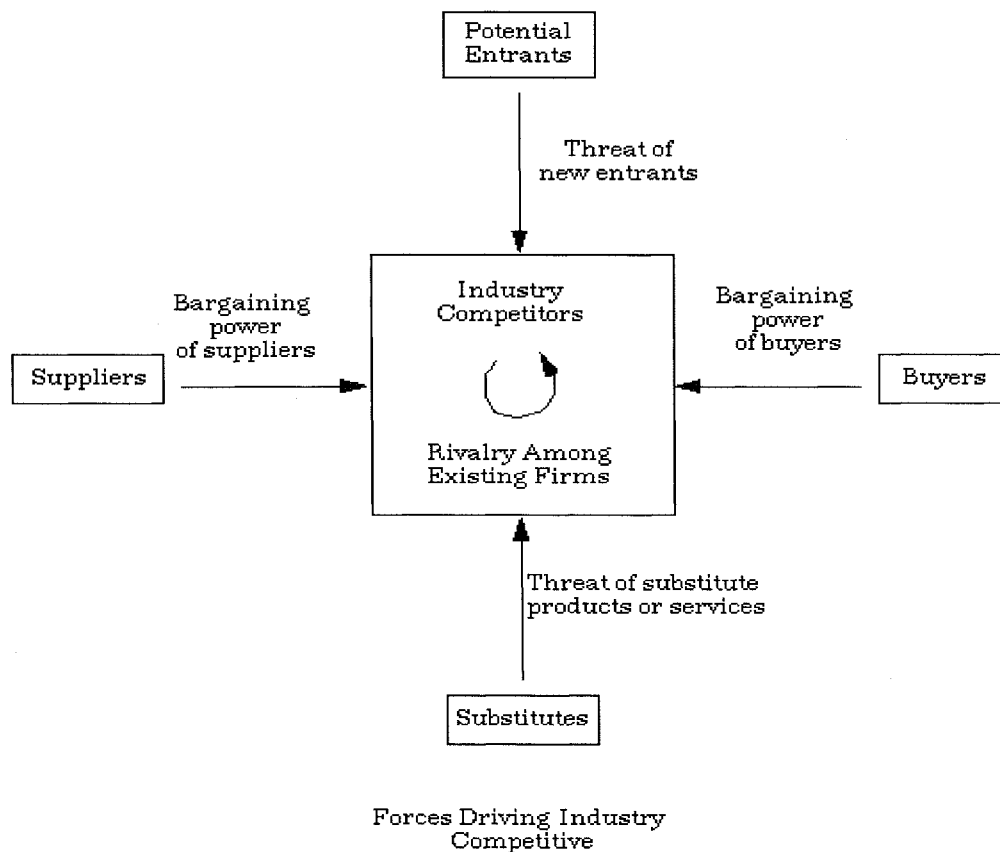 Potential
Entrants
Threat of
new entrants
Industry
Competitors
Bargaining
power
of suppliers
Bargaining
power
of buyers
Suppliers
Buyers
Rivalry Among
Existing Firms
Threat of substitute
products or services
Substitutes
Forces Driving Industry
Competitive